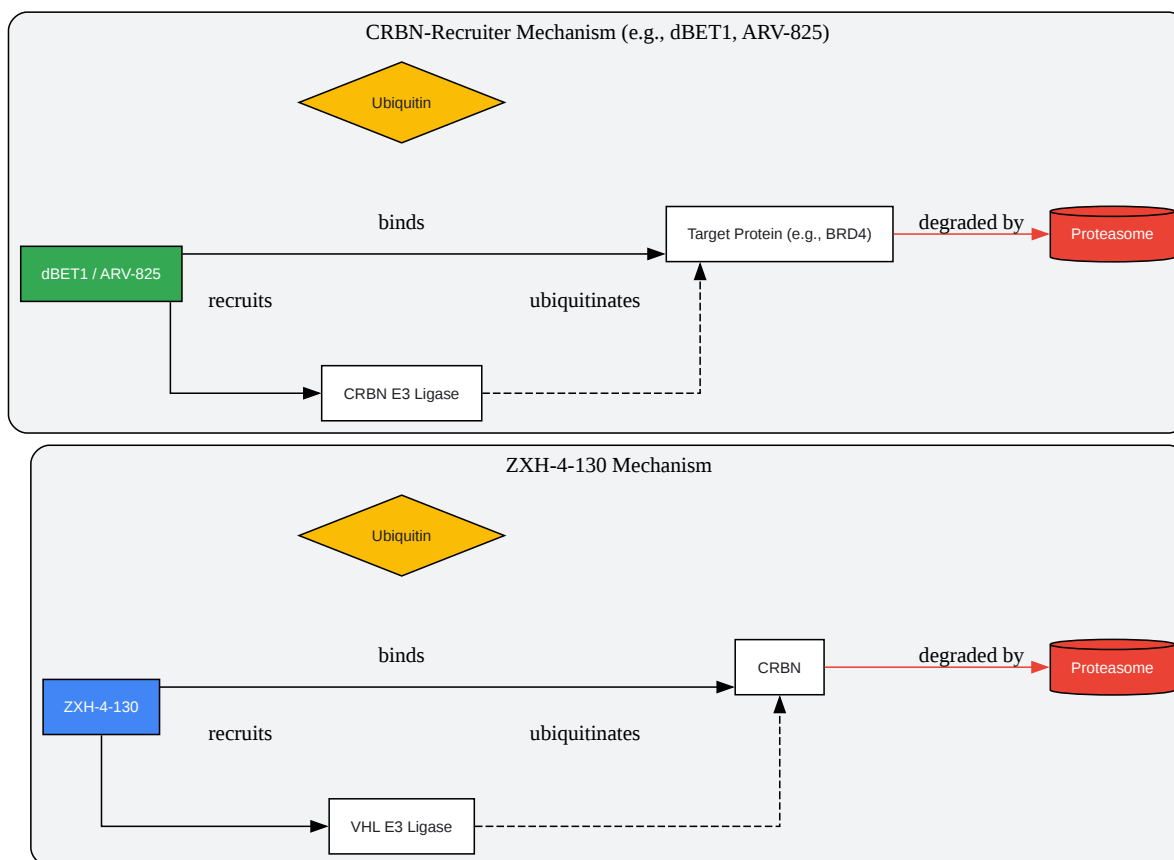 CRBN-Recruiter Mechanism (e.g., dBET1, ARV-825)
Ubiquitin
binds
Target Protein (e.g., BRD4)
degraded by
Proteasome
dBET1 / ARV-825
recruits
ubiquitinates
CRBN E3 Ligase
ZXH-4-130 Mechanism
Ubiquitin
binds
CRBN
degraded by
Proteasome
ZXH-4-130
recruits
ubiquitinates
VHL E3 Ligase